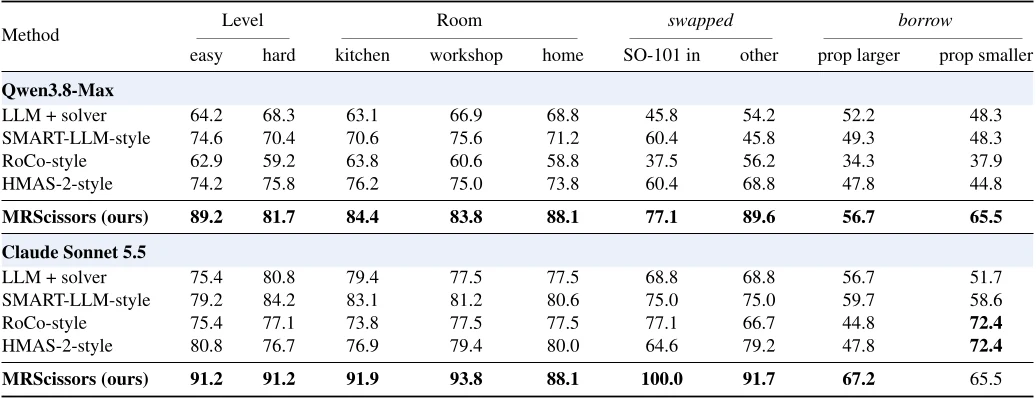 Method Level Room swapped borrow
easy hard kitchen workshop home SO-101 in other prop larger prop smaller
Qwen3.8-Max
LLM + solver 64.2 68.3 63.1 66.9 68.8 45.8 54.2 52.2 48.3
SMART-LLM-style 74.6 70.4 70.6 75.6 71.2 60.4 45.8 49.3 48.3
RoCo-style 62.9 59.2 63.8 60.6 58.8 37.5 56.2 34.3 37.9
HMAS-2-style 74.2 75.8 76.2 75.0 73.8 60.4 68.8 47.8 44.8
MRScissors (ours) 89.2 81.7 84.4 83.8 88.1 77.1 89.6 56.7 65.5
Claude Sonnet 5.5
LLM + solver 75.4 80.8 79.4 77.5 77.5 68.8 68.8 56.7 51.7
SMART-LLM-style 79.2 84.2 83.1 81.2 80.6 75.0 75.0 59.7 58.6
RoCo-style 75.4 77.1 73.8 77.5 77.5 77.1 66.7 44.8 72.4
HMAS-2-style 80.8 76.7 76.9 79.4 80.0 64.6 79.2 47.8 72.4
MRScissors (ours) 91.2 91.2 91.9 93.8 88.1 100.0 91.7 67.2 65.5